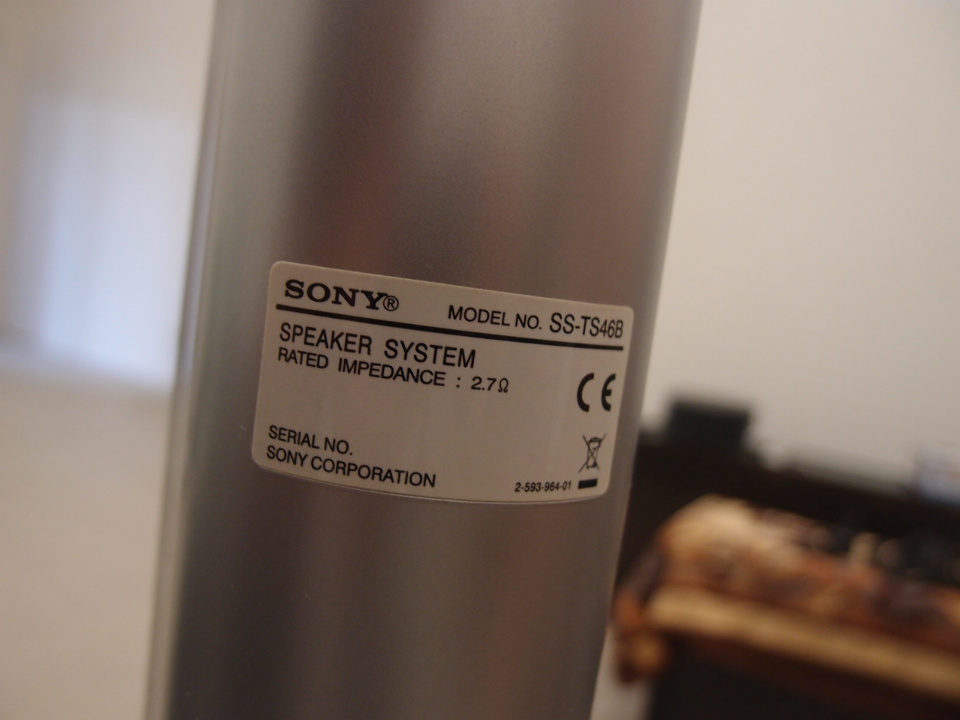 SONY®
MODEL NO. SS-TS46B
SPEAKER SYSTEM
RATED IMPEDANCE : 2.7Ω
CE
SERIAL NO.
SONY CORPORATION
2-593-964-01